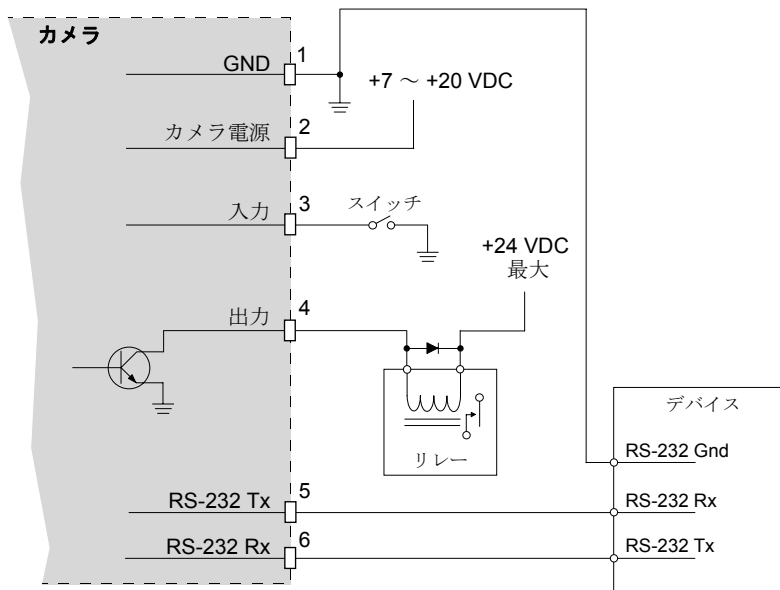 カメラ
GND
1
+7 ～ +20 VDC
カメラ電源
2
入力
3
スイッチ
+24 VDC
最大
出力
4
リレー
デバイス
RS-232 Gnd
RS-232 Tx
5
RS-232 Rx
RS-232 Rx
6
RS-232 Tx